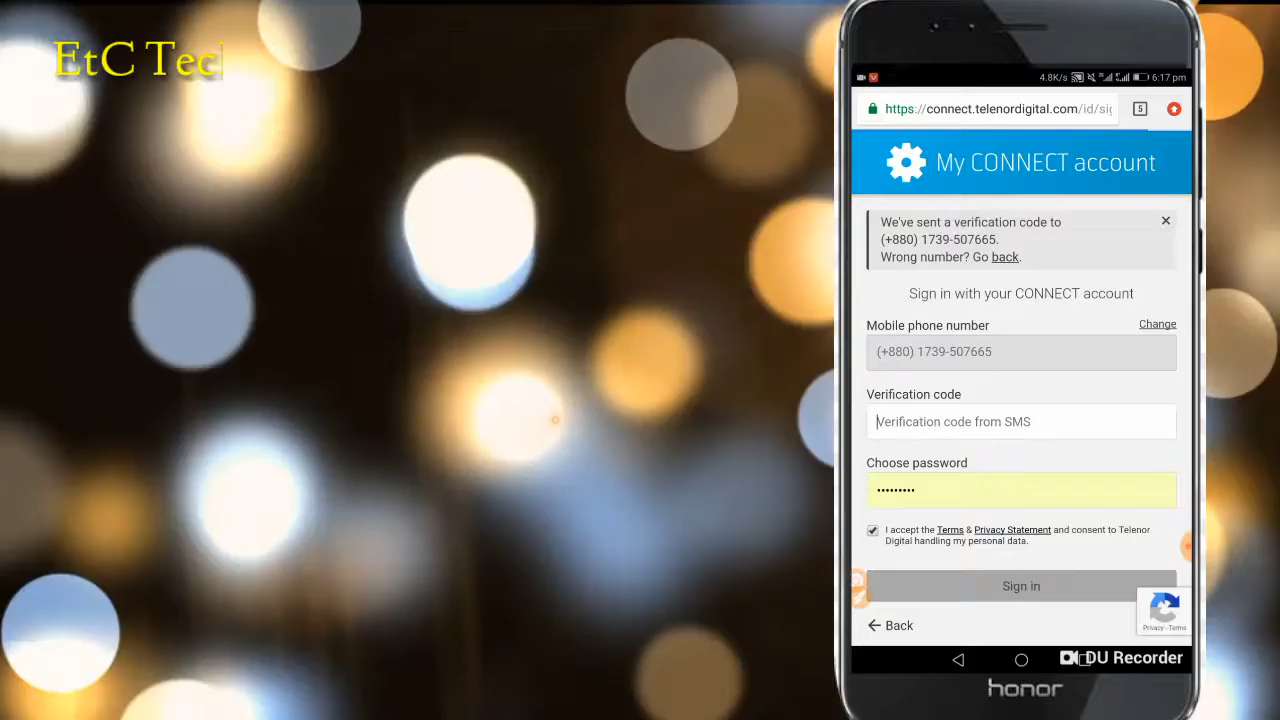 EtC Tec
4.8K/s 6:17 pm
https://connect.telenordigital.com/id/si 5
My CONNECT account
We've sent a verification code to
(+880) 1739-507665.
Wrong number? Go back.
Sign in with your CONNECT account
Mobile phone number Change
(+880) 1739-507665
Verification code
Verification code from SMS
Choose password
•••••••••
I accept the Terms & Privacy Statement and consent to Telenor
Digital handling my personal data.
Sign in
Privacy - Terms
Back
DU Recorder
honor